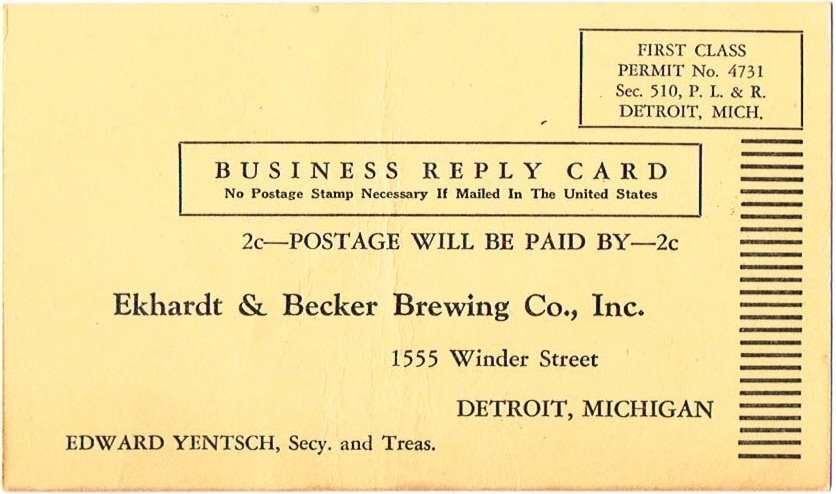 FIRST CLASS
PERMIT No. 4731
Sec. 510, P. L. & R.
DETROIT, MICH.
BUSINESS REPLY CARD
No Postage Stamp Necessary If Mailed In The United States
2c—POSTAGE WILL BE PAID BY—2c
Ekhardt & Becker Brewing Co., Inc.
1555 Winder Street
DETROIT, MICHIGAN
EDWARD YENTSCH, Secy. and Treas.